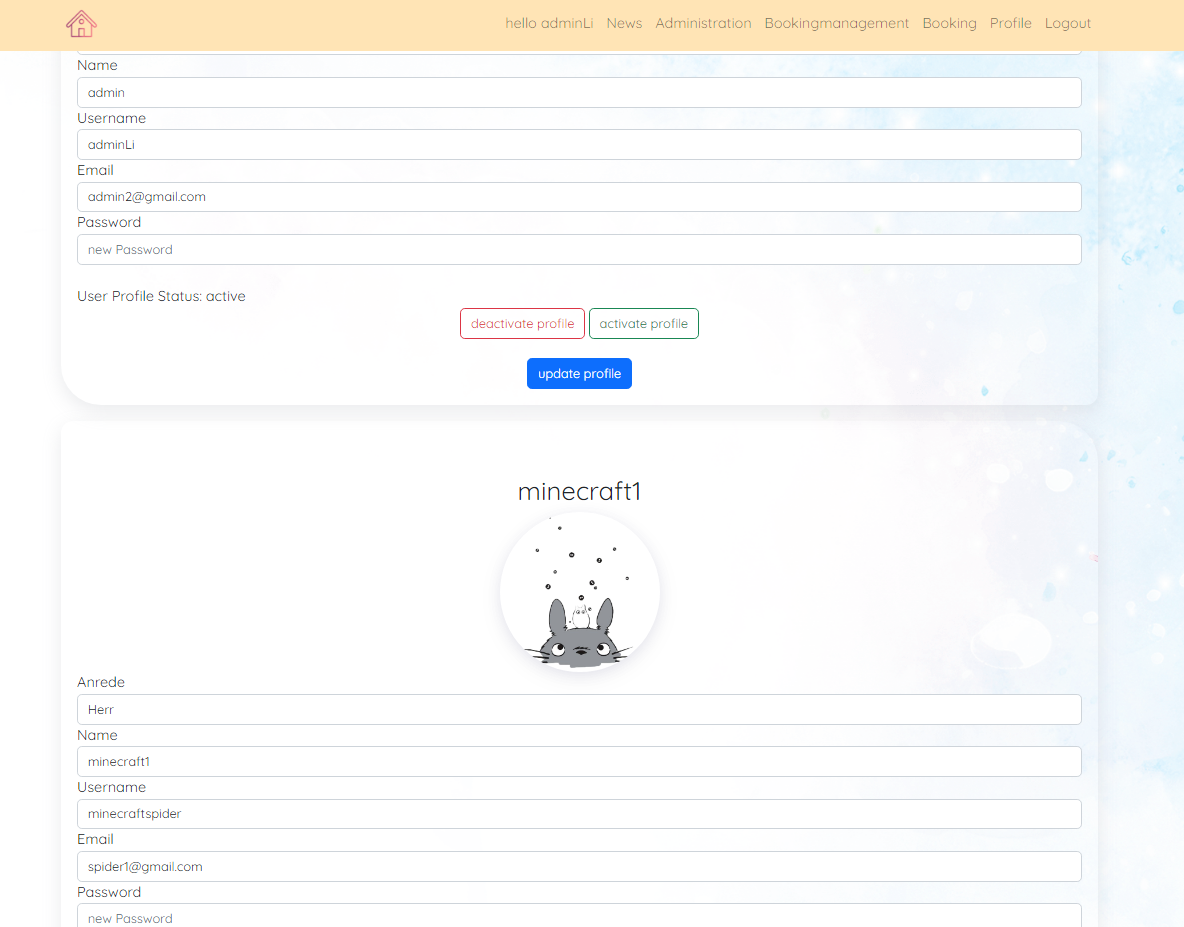 hello adminLi News Administration Bookingmanagement Booking Profile Logout
Name
admin
Username
adminLi
Email
admin2@gmail.com
Password
new Password
User Profile Status: active
deactivate profile activate profile
update profile
minecraft1
Anrede
Herr
Name
minecraft1
Username
minecraftspider
Email
spider1@gmail.com
Password
new Password